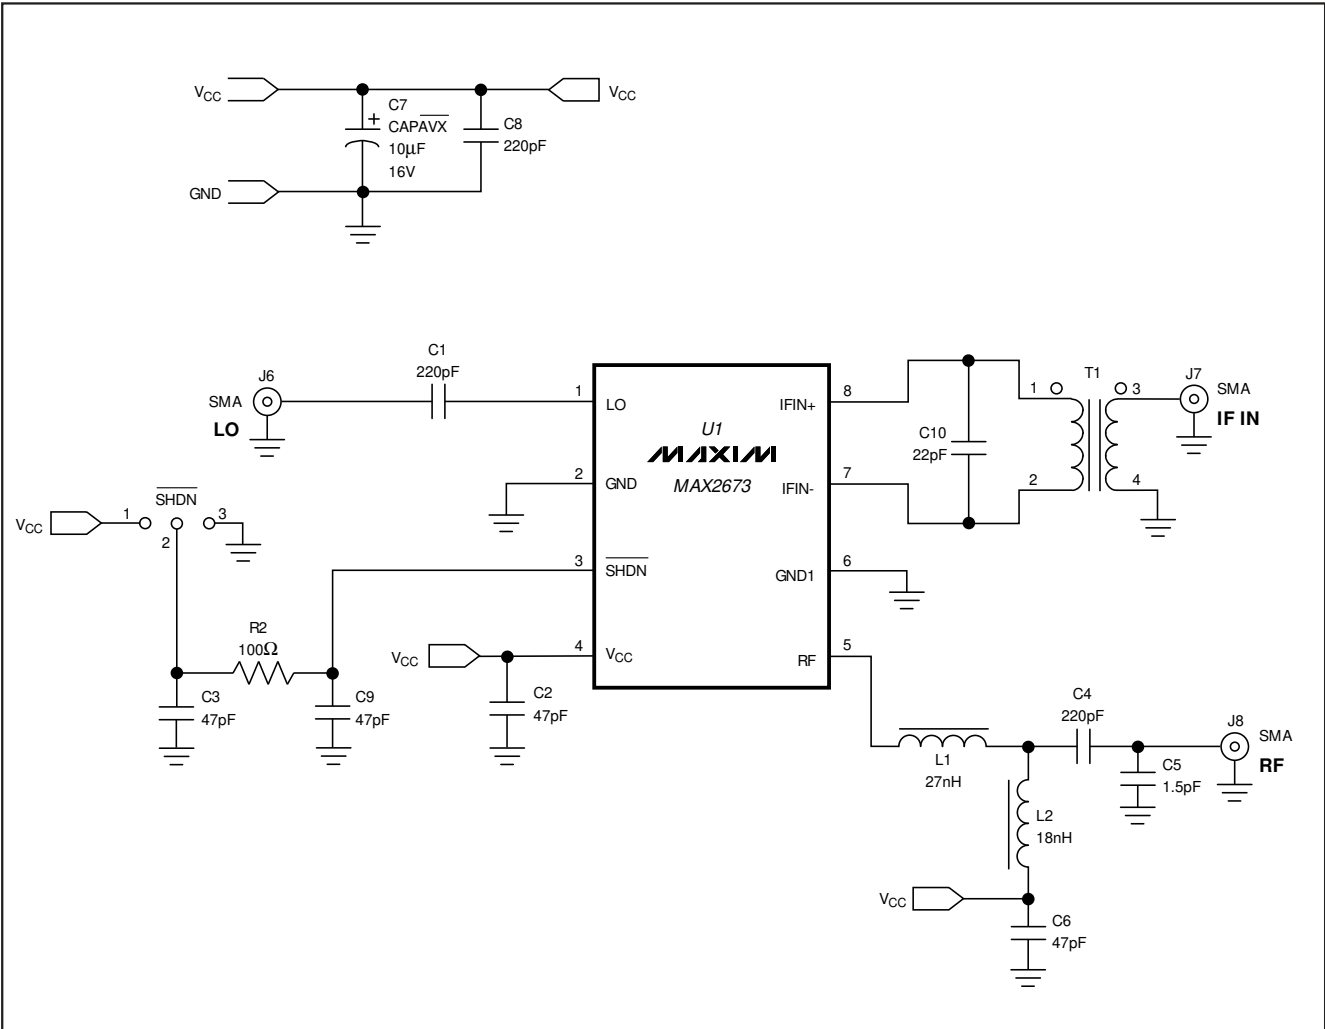 VCC
VCC
C7
+
CAPAVX
10µF
16V
C8
220pF
GND
C1
220pF
J6
SMA
LO
1
LO
2
GND
3
SHDN
4
VCC
U1
MAXIM
MAX2673
8
IFIN+
7
IFIN-
6
GND1
5
RF
C10
22pF
T1
1
3
2
4
J7
SMA
IF IN
SHDN
VCC
1
3
2
R2
100Ω
C3
47pF
C9
47pF
VCC
C2
47pF
L1
27nH
C4
220pF
J8
SMA
RF
C5
1.5pF
L2
18nH
VCC
C6
47pF